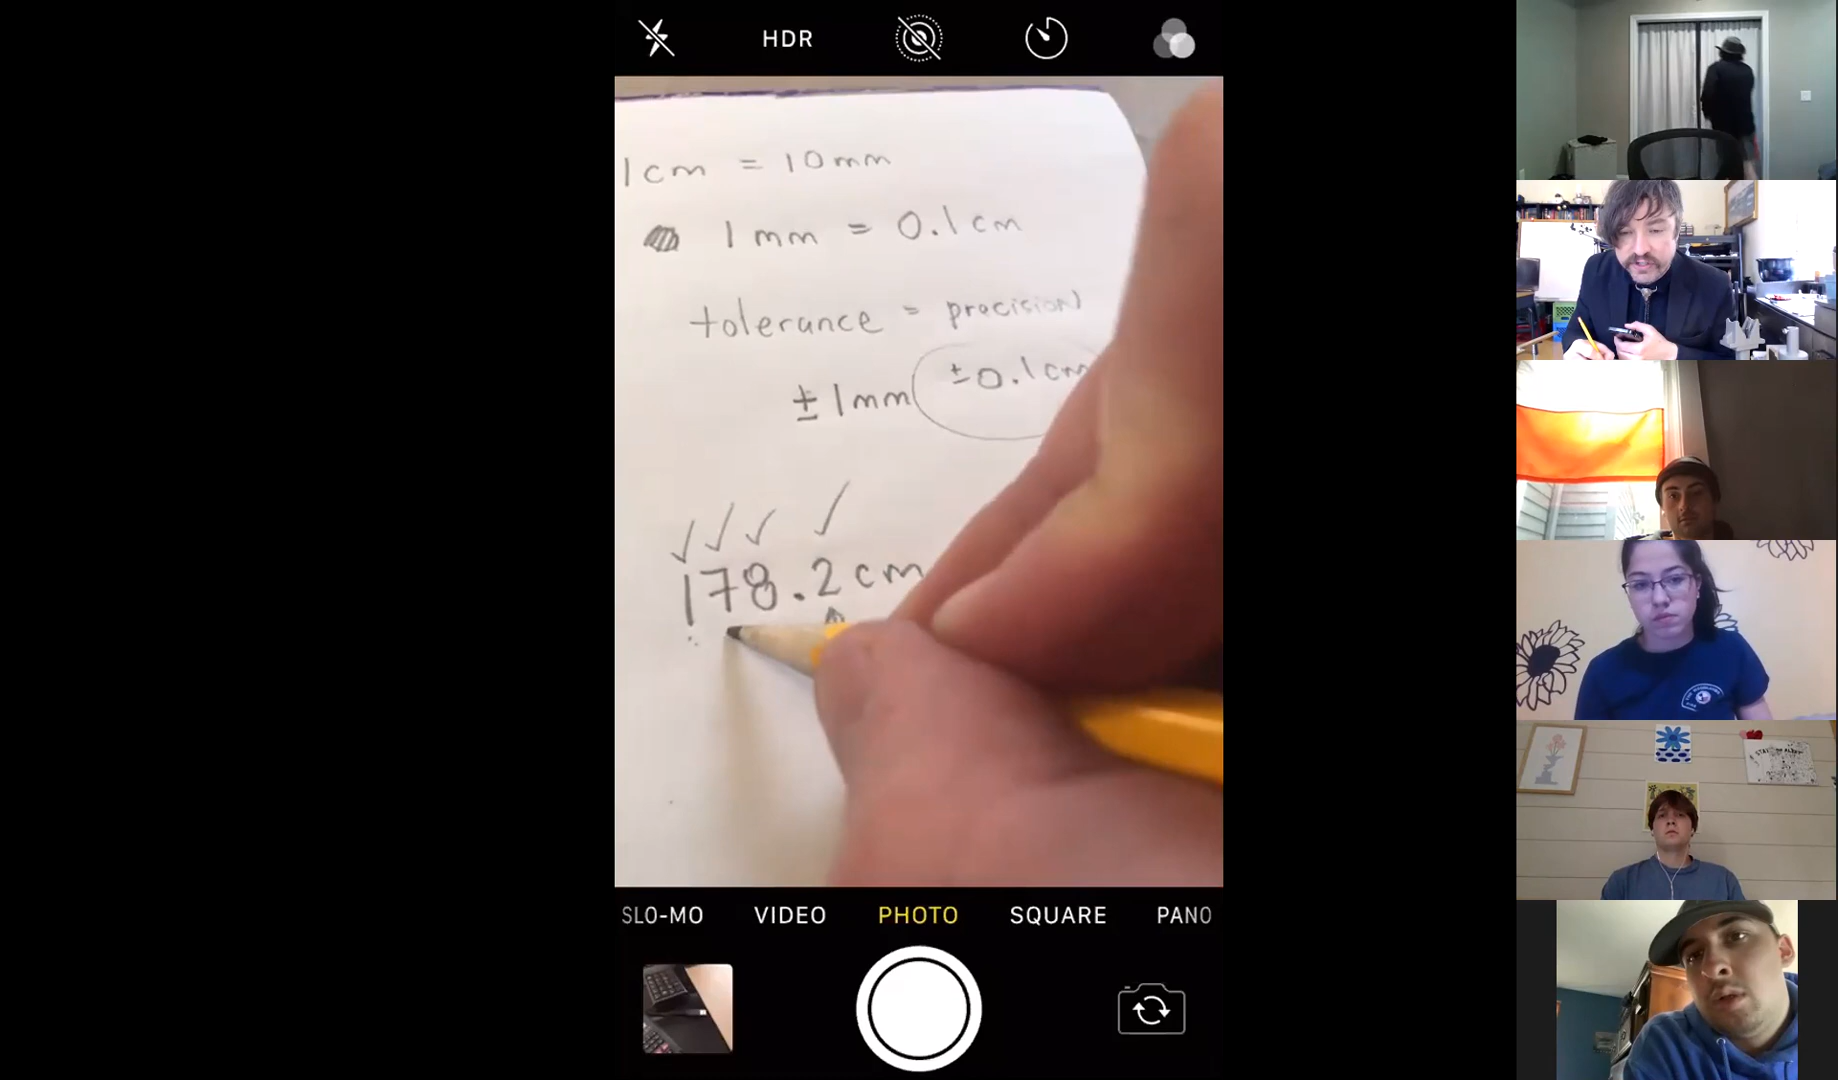 HDR
1cm = 10mm
1mm = 0.1cm
tolerance = precision
±1mm ±0.1cm
178.2cm
SLO-MO VIDEO PHOTO SQUARE PANO